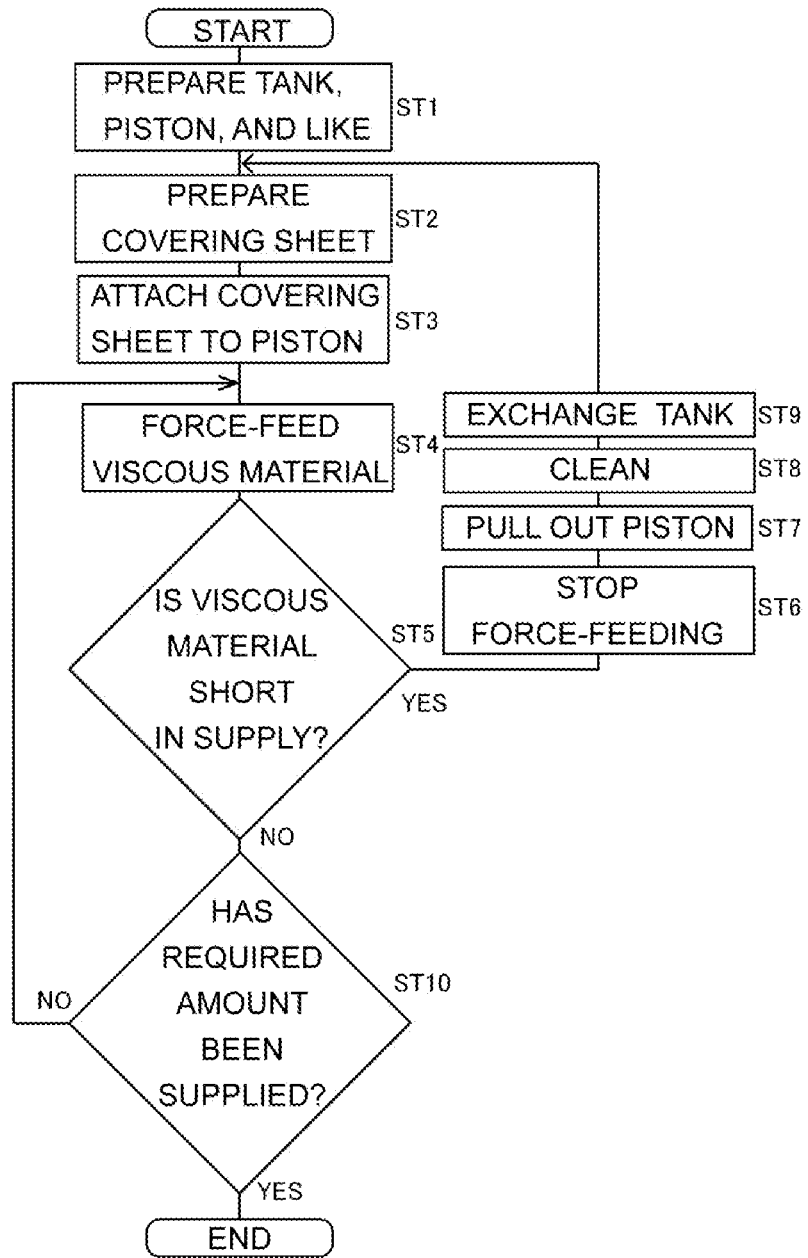 START
PREPARE TANK,
PISTON, AND LIKE
ST1
PREPARE
COVERING SHEET
ST2
ATTACH COVERING
SHEET TO PISTON
ST3
FORCE-FEED
VISCOUS MATERIAL
ST4
IS VISCOUS
MATERIAL
SHORT
IN SUPPLY?
ST5
YES
NO
STOP
FORCE-FEEDING
ST6
PULL OUT PISTON
ST7
CLEAN
ST8
EXCHANGE TANK
ST9
HAS
REQUIRED
AMOUNT
BEEN
SUPPLIED?
ST10
NO
YES
END